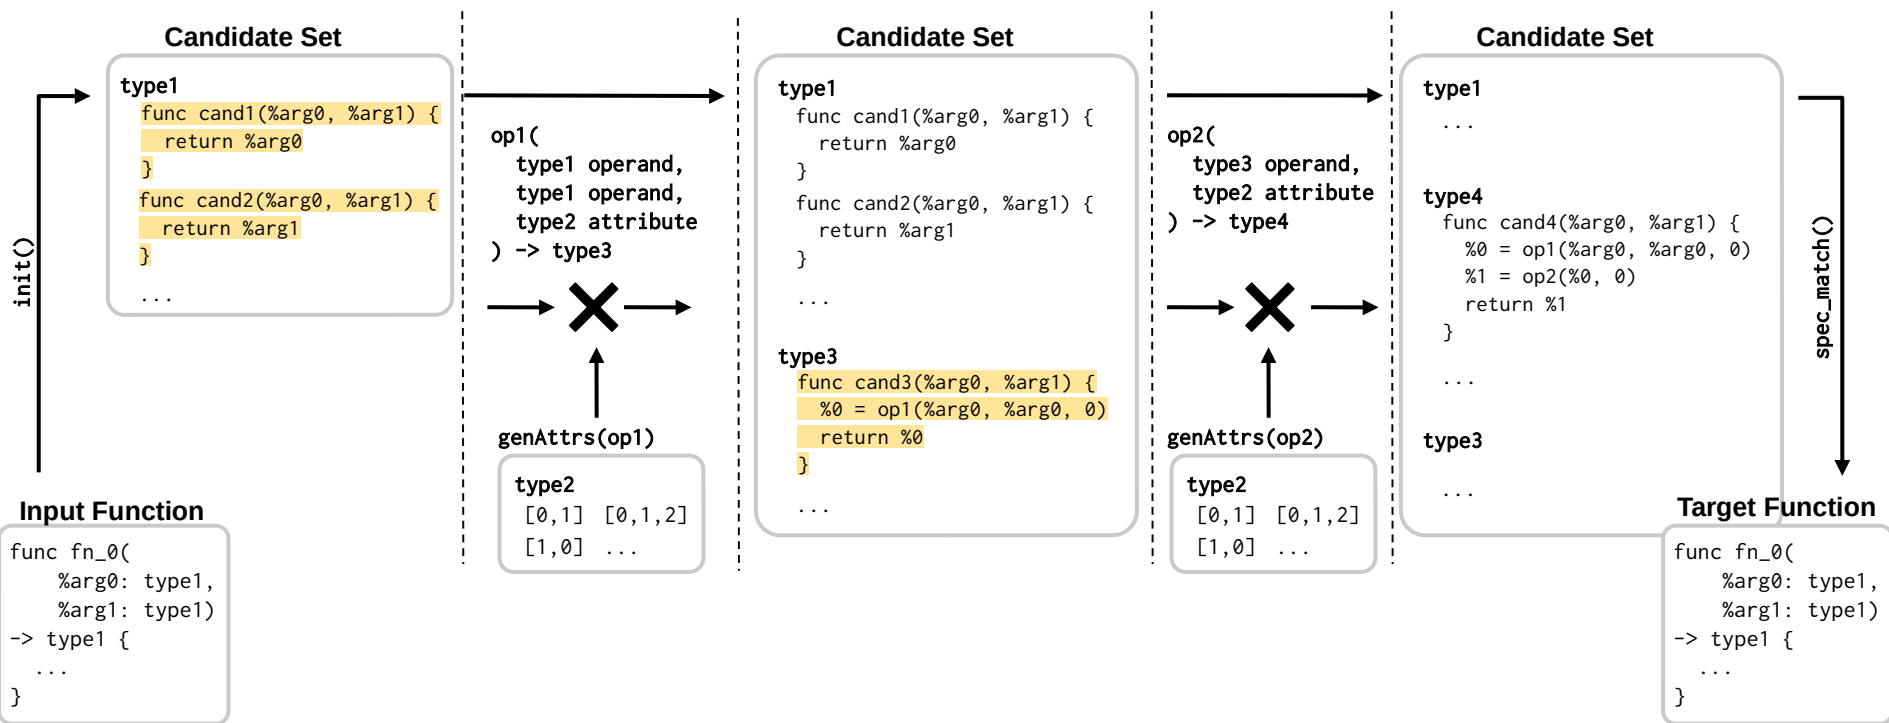 Candidate Set
type1
func cand1(%arg0, %arg1) {
return %arg0
}
func cand2(%arg0, %arg1) {
return %arg1
}
...
init()
Input Function
func fn_0(
%arg0: type1,
%arg1: type1)
-> type1 {
...
}
op1(
type1 operand,
type1 operand,
type2 attribute
) -> type3
genAttrs(op1)
type2
[0,1] [0,1,2]
[1,0] ...
Candidate Set
type1
func cand1(%arg0, %arg1) {
return %arg0
}
func cand2(%arg0, %arg1) {
return %arg1
}
...
type3
func cand3(%arg0, %arg1) {
%0 = op1(%arg0, %arg0, 0)
return %0
}
...
op2(
type3 operand,
type2 attribute
) -> type4
genAttrs(op2)
type2
[0,1] [0,1,2]
[1,0] ...
Candidate Set
type1
...
type4
func cand4(%arg0, %arg1) {
%0 = op1(%arg0, %arg0, 0)
%1 = op2(%0, 0)
return %1
}
...
type3
...
spec_match()
Target Function
func fn_0(
%arg0: type1,
%arg1: type1)
-> type1 {
...
}